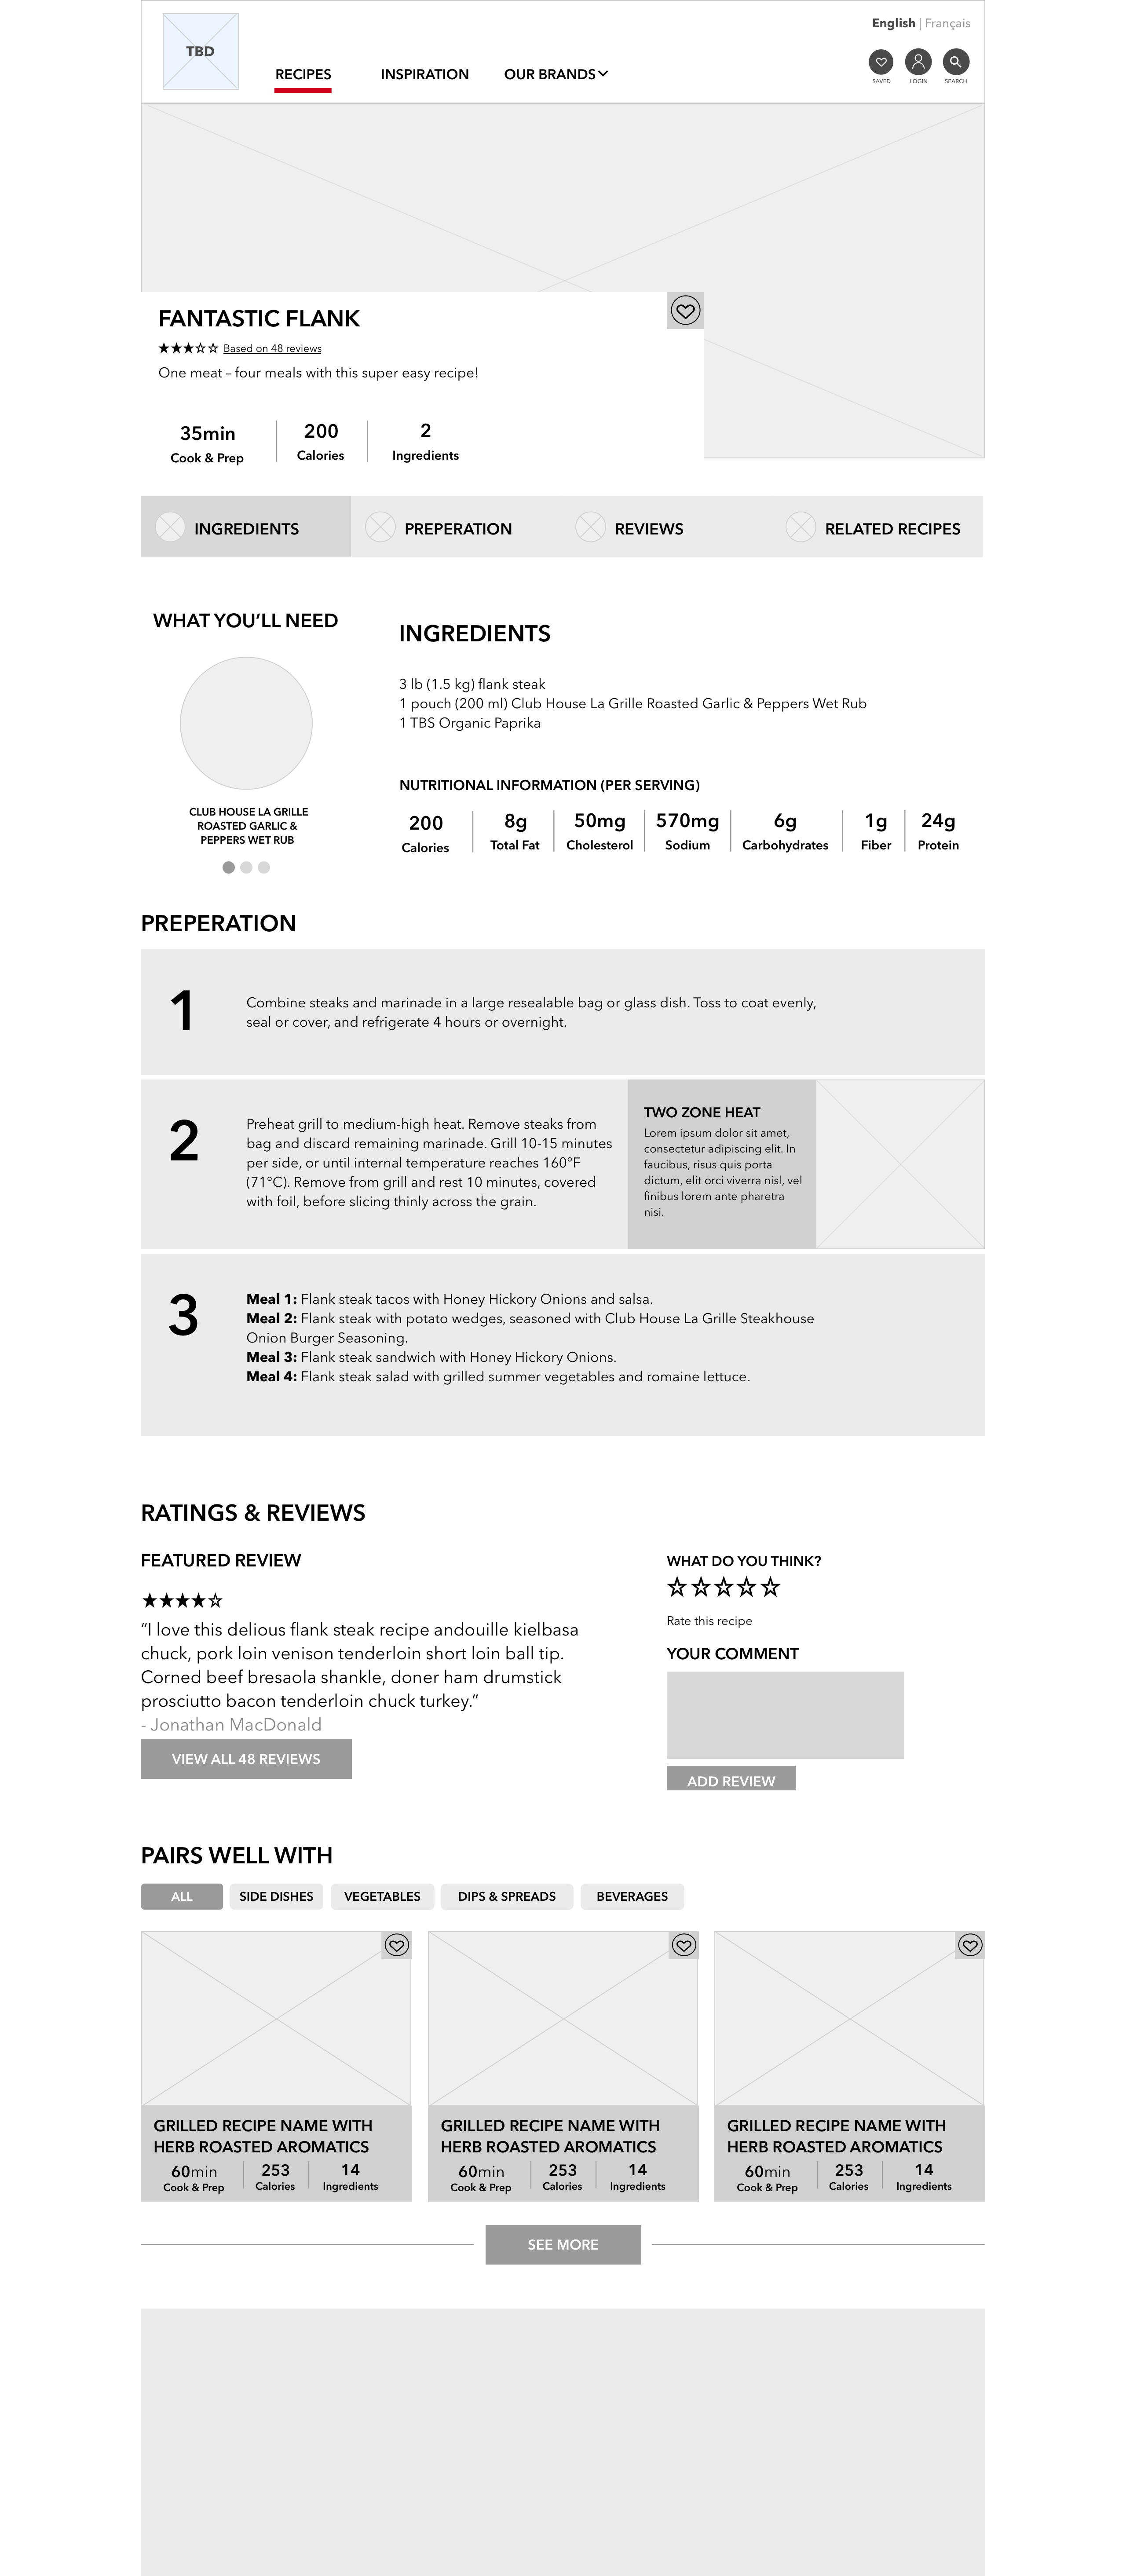 TBD
RECIPES
INSPIRATION
OUR BRANDS
English | Français
SAVED
LOGIN
SEARCH
FANTASTIC FLANK
Based on 48 reviews
One meat – four meals with this super easy recipe!
35min
Cook & Prep
200
Calories
2
Ingredients
INGREDIENTS
PREPARATION
REVIEWS
RELATED RECIPES
WHAT YOU’LL NEED
CLUB HOUSE LA GRILLE
ROASTED GARLIC &
PEPPERS WET RUB
INGREDIENTS
3 lb (1.5 kg) flank steak
1 pouch (200 ml) Club House La Grille Roasted Garlic & Peppers Wet Rub
1 TBS Organic Paprika
NUTRITIONAL INFORMATION (PER SERVING)
200
Calories
8g
Total Fat
50mg
Cholesterol
570mg
Sodium
6g
Carbohydrates
1g
Fiber
24g
Protein
PREPARATION
1
Combine steaks and marinade in a large resealable bag or glass dish. Toss to coat evenly,
seal or cover, and refrigerate 4 hours or overnight.
2
Preheat grill to medium-high heat. Remove steaks from
bag and discard remaining marinade. Grill 10-15 minutes
per side, or until internal temperature reaches 160°F
(71°C). Remove from grill and rest 10 minutes, covered
with foil, before slicing thinly across the grain.
TWO ZONE HEAT
Lorem ipsum dolor sit amet,
consectetur adipiscing elit. In
faucibus, risus quis porta
dictum, elit orci viverra nisl, vel
finibus lorem ante pharetra
nisi.
3
Meal 1: Flank steak tacos with Honey Hickory Onions and salsa.
Meal 2: Flank steak with potato wedges, seasoned with Club House La Grille Steakhouse
Onion Burger Seasoning.
Meal 3: Flank steak sandwich with Honey Hickory Onions.
Meal 4: Flank steak salad with grilled summer vegetables and romaine lettuce.
RATINGS & REVIEWS
FEATURED REVIEW
“I love this delious flank steak recipe andouille kielbasa
chuck, pork loin venison tenderloin short loin ball tip.
Corned beef bresaola shankle, doner ham drumstick
prosciutto bacon tenderloin chuck turkey.”
- Jonathan MacDonald
VIEW ALL 48 REVIEWS
WHAT DO YOU THINK?
Rate this recipe
YOUR COMMENT
ADD REVIEW
PAIRS WELL WITH
ALL
SIDE DISHES
VEGETABLES
DIPS & SPREADS
BEVERAGES
GRILLED RECIPE NAME WITH
HERB ROASTED AROMATICS
60min
Cook & Prep
253
Calories
14
Ingredients
GRILLED RECIPE NAME WITH
HERB ROASTED AROMATICS
60min
Cook & Prep
253
Calories
14
Ingredients
GRILLED RECIPE NAME WITH
HERB ROASTED AROMATICS
60min
Cook & Prep
253
Calories
14
Ingredients
SEE MORE